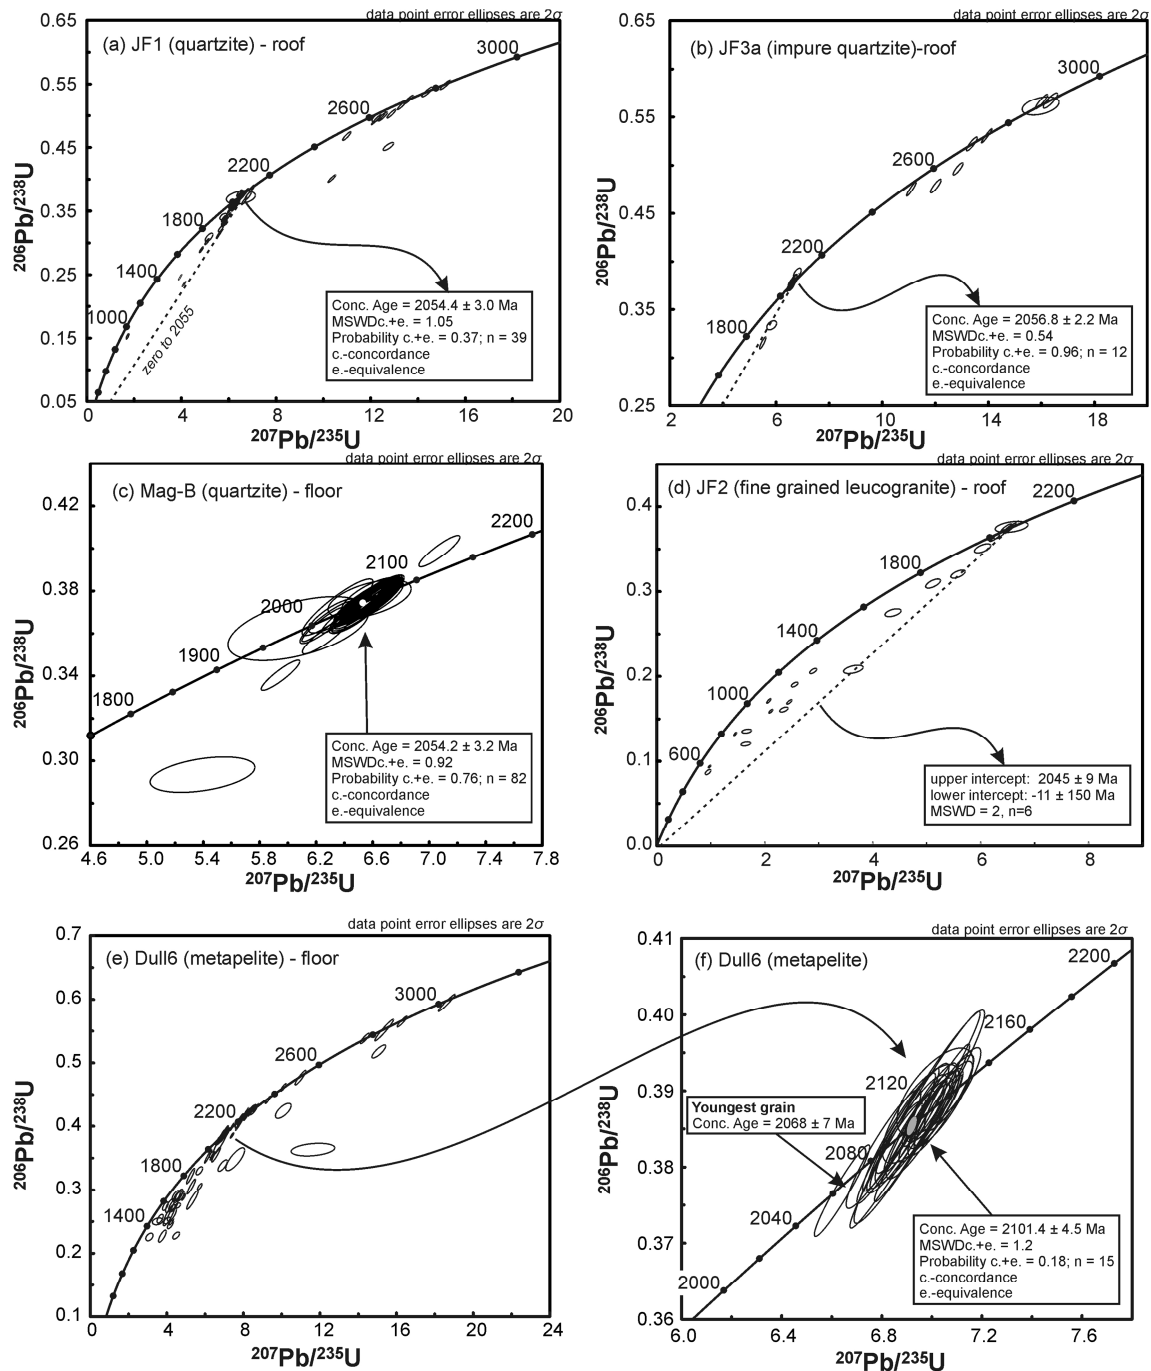 data point error ellipses are 2σ
(a) JF1 (quartzite) - roof
0.65
0.55
0.45
0.35
0.25
0.15
0.05
206Pb/238U
1000
1400
1800
2200
2600
3000
zero to 2055
Conc. Age = 2054.4 ± 3.0 Ma
MSWDc.+e. = 1.05
Probability c.+e. = 0.37; n = 39
c.-concordance
e.-equivalence
0 4 8 12 16 20
207Pb/235U
data point error ellipses are 2σ
(b) JF3a (impure quartzite)-roof
0.65
0.55
0.45
0.35
0.25
206Pb/238U
1800
2200
2600
3000
Conc. Age = 2056.8 ± 2.2 Ma
MSWDc.+e. = 0.54
Probability c.+e. = 0.96; n = 12
c.-concordance
e.-equivalence
2 6 10 14 18
207Pb/235U
data point error ellipses are 2σ
(c) Mag-B (quartzite) - floor
0.42
0.38
0.34
0.30
0.26
206Pb/238U
1800
1900
2000
2100
2200
Conc. Age = 2054.2 ± 3.2 Ma
MSWDc.+e. = 0.92
Probability c.+e. = 0.76; n = 82
c.-concordance
e.-equivalence
4.6 5.0 5.4 5.8 6.2 6.6 7.0 7.4 7.8
207Pb/235U
data point error ellipses are 2σ
(d) JF2 (fine grained leucogranite) - roof
0.4
0.3
0.2
0.1
0.0
206Pb/238U
600
1000
1400
1800
2200
upper intercept: 2045 ± 9 Ma
lower intercept: -11 ± 150 Ma
MSWD = 2, n=6
0 2 4 6 8
207Pb/235U
data point error ellipses are 2σ
(e) Dull6 (metapelite) - floor
0.7
0.6
0.5
0.4
0.3
0.2
0.1
206Pb/238U
1400
1800
2200
2600
3000
0 4 8 12 16 20 24
207Pb/235U
data point error ellipses are 2σ
(f) Dull6 (metapelite)
0.41
0.40
0.39
0.38
0.37
0.36
206Pb/238U
2000
2040
2080
2120
2160
2200
Youngest grain
Conc. Age = 2068 ± 7 Ma
Conc. Age = 2101.4 ± 4.5 Ma
MSWDc.+e. = 1.2
Probability c.+e. = 0.18; n = 15
c.-concordance
e.-equivalence
6.0 6.4 6.8 7.2 7.6
207Pb/235U